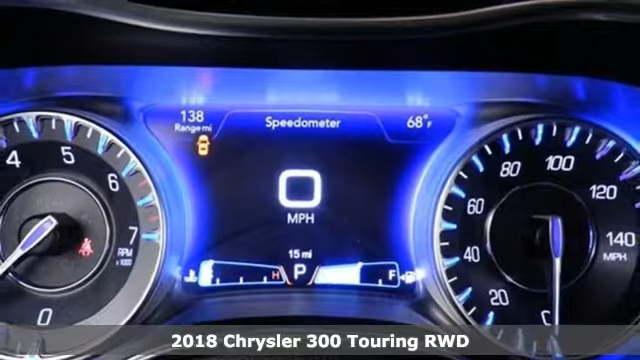 138
Range mi
Speedometer
68°F
0
MPH
15 mi
H
P
F
4
5
6
7
RPM
x 1000
0
20
40
60
80
100
120
140
MPH
2018 Chrysler 300 Touring RWD